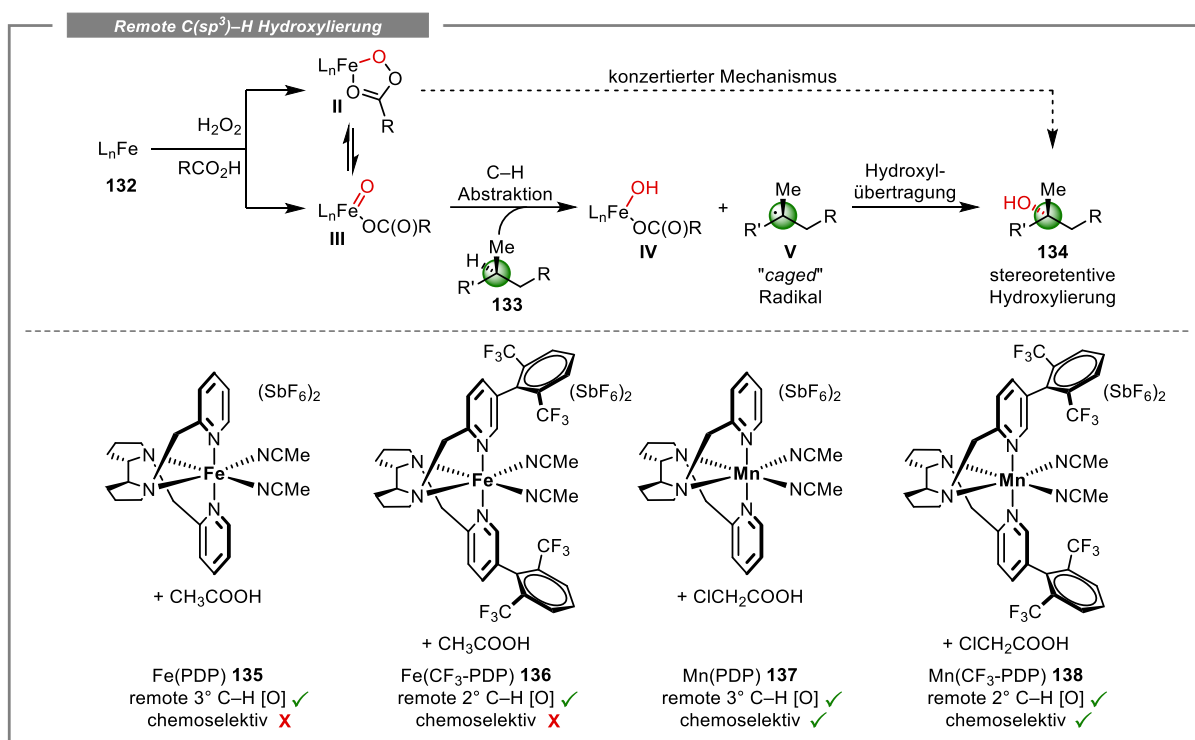 Remote C(sp³)–H Hydroxylierung
LnFe
132
H₂O₂
RCO₂H
LnFe
O
O
O
R
II
konzertierter Mechanismus
O
LnFe
OC(O)R
III
C–H
Abstraktion
H
Me
R'
R
133
OH
LnFe
OC(O)R
IV
+
Me
R'
R
V
"caged"
Radikal
Hydroxyl-
übertragung
Me
HO
R'
R
134
stereoretentive
Hydroxylierung
(SbF₆)₂
N
N
N
Fe
NCMe
NCMe
N
+ CH₃COOH
Fe(PDP) 135
remote 3° C–H [O] ✓
chemoselektiv X
F₃C
CF₃
(SbF₆)₂
N
N
N
Fe
NCMe
NCMe
N
CF₃
F₃C
+ CH₃COOH
Fe(CF₃-PDP) 136
remote 2° C–H [O] ✓
chemoselektiv X
(SbF₆)₂
N
N
N
Mn
NCMe
NCMe
N
+ ClCH₂COOH
Mn(PDP) 137
remote 3° C–H [O] ✓
chemoselektiv ✓
F₃C
CF₃
(SbF₆)₂
N
N
N
Mn
NCMe
NCMe
N
CF₃
F₃C
+ ClCH₂COOH
Mn(CF₃-PDP) 138
remote 2° C–H [O] ✓
chemoselektiv ✓